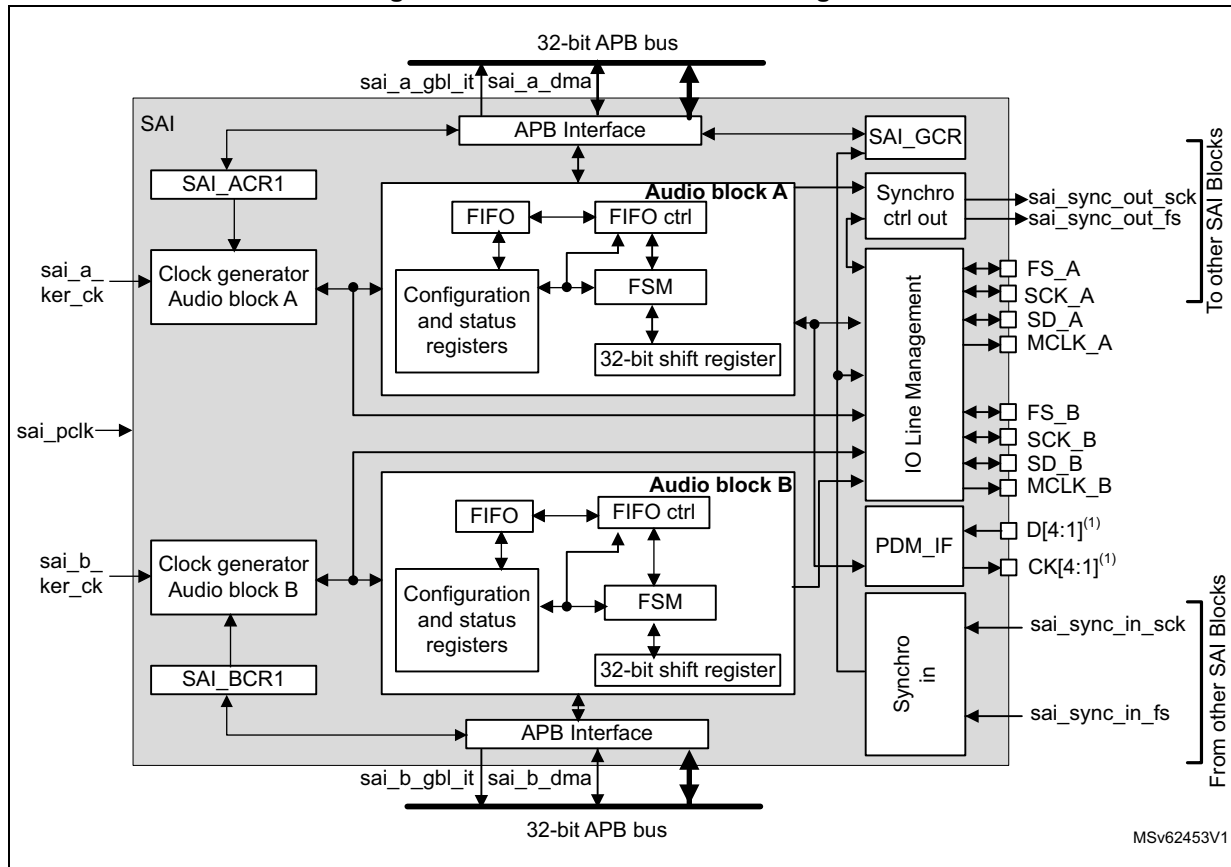 32-bit APB bus
sai_a_gbl_it sai_a_dma
SAI
APB Interface
SAI_GCR
SAI_ACR1
Audio block A
FIFO
FIFO ctrl
Synchro
ctrl out
sai_sync_out_sck
sai_sync_out_fs
To other SAI Blocks
sai_a_
ker_ck
Clock generator
Audio block A
Configuration
and status
registers
FSM
32-bit shift register
IO Line Management
FS_A
SCK_A
SD_A
MCLK_A
sai_pclk
FS_B
SCK_B
SD_B
MCLK_B
Audio block B
FIFO
FIFO ctrl
PDM_IF
D[4:1](1)
CK[4:1](1)
sai_b_
ker_ck
Clock generator
Audio block B
Configuration
and status
registers
FSM
32-bit shift register
SAI_BCR1
Synchro
in
sai_sync_in_sck
sai_sync_in_fs
From other SAI Blocks
APB Interface
sai_b_gbl_it sai_b_dma
32-bit APB bus
MSv62453V1